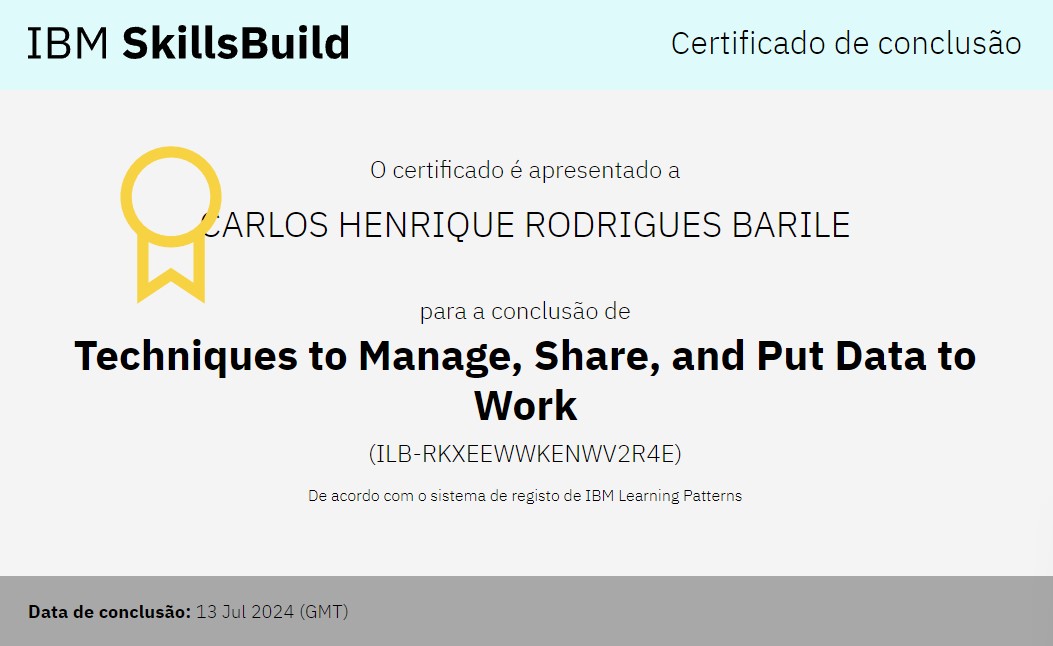 IBM SkillsBuild
Certificado de conclusão
O certificado é apresentado a
CARLOS HENRIQUE RODRIGUES BARILE
para a conclusão de
Techniques to Manage, Share, and Put Data to
Work
(ILB-RKXEEWWKENWV2R4E)
De acordo com o sistema de registo de IBM Learning Patterns
Data de conclusão: 13 Jul 2024 (GMT)